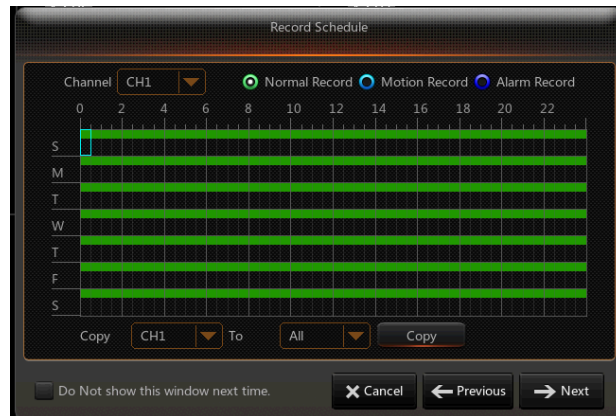 Record Schedule
Channel CH1 Normal Record Motion Record Alarm Record
0 2 4 6 8 10 12 14 16 18 20 22
S
M
T
W
T
F
S
Copy CH1 To All Copy
Do Not show this window next time. Cancel Previous Next